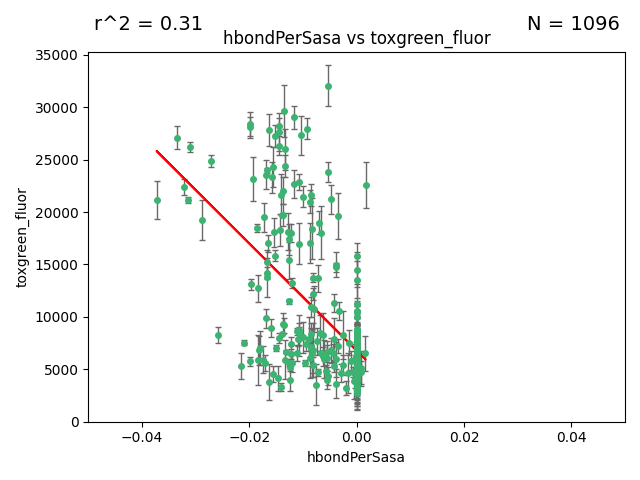 r^2 = 0.31
N = 1096
hbondPerSasa vs toxgreen_fluor
35000
30000
25000
20000
15000
10000
5000
0
toxgreen_fluor
−0.04
−0.02
0.00
0.02
0.04
hbondPerSasa